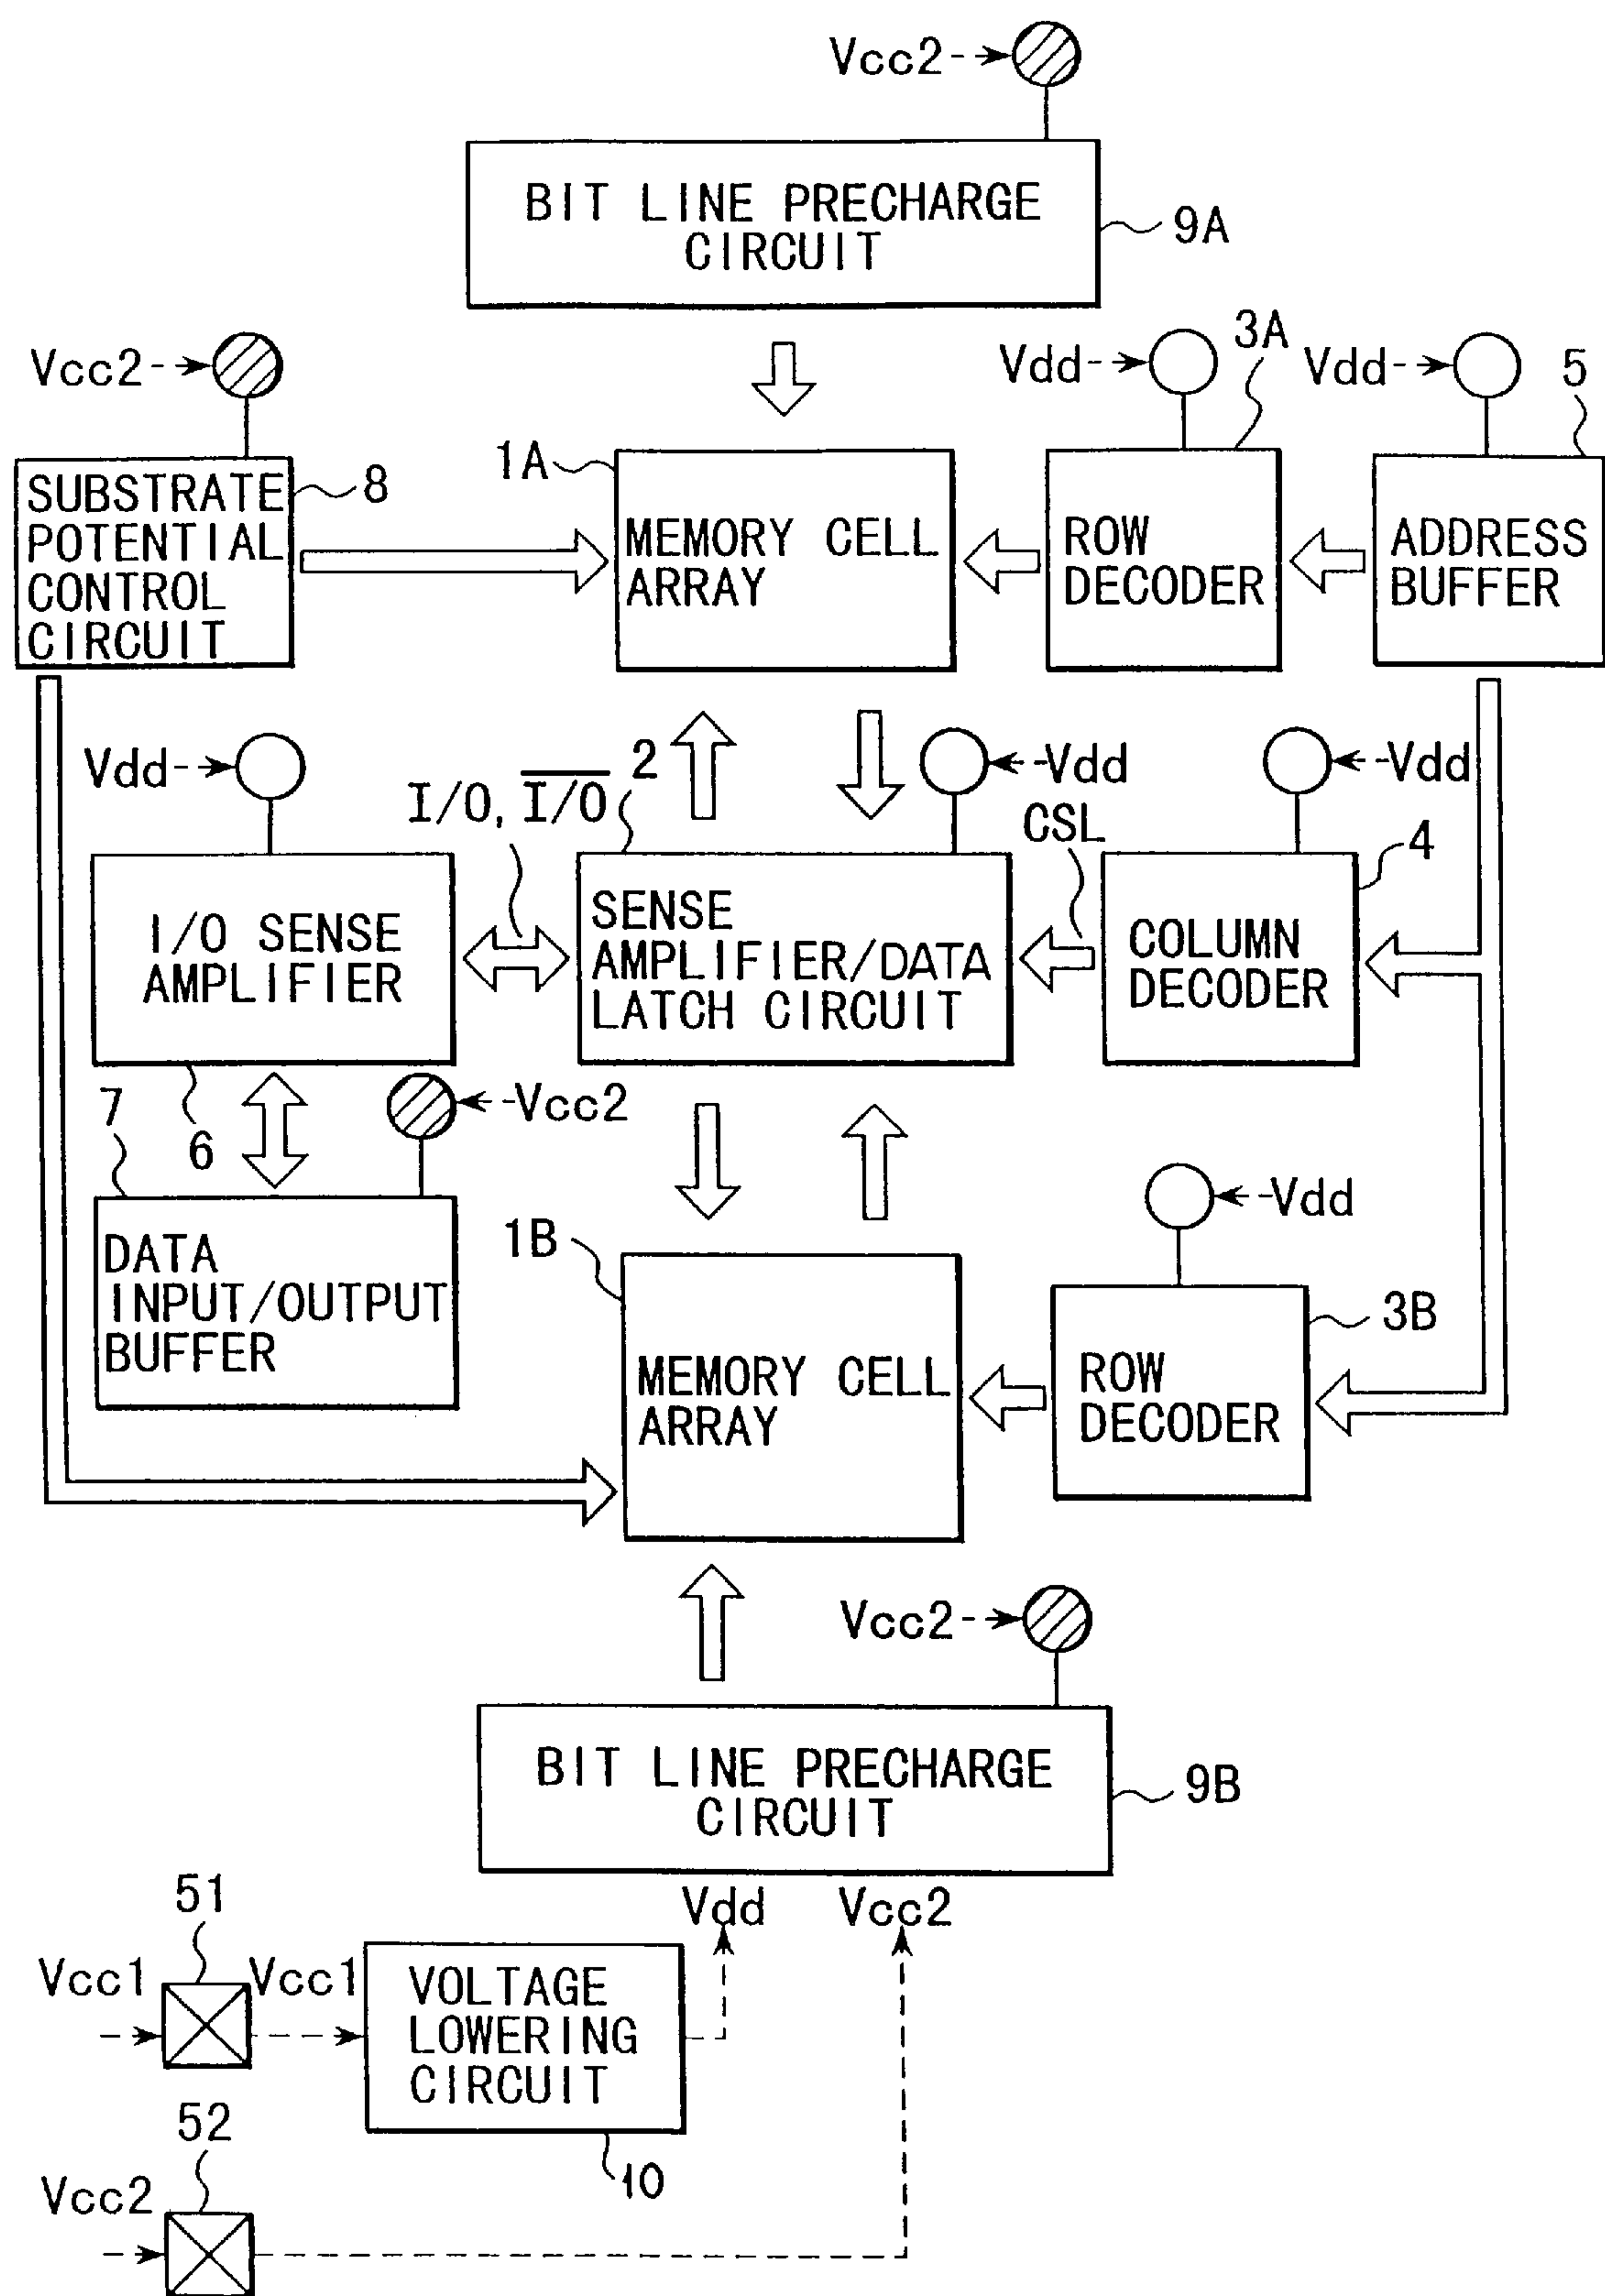 Vcc2
BIT LINE PRECHARGE
CIRCUIT
9A
Vcc2
Vdd
3A
Vdd
5
SUBSTRATE
POTENTIAL
CONTROL
CIRCUIT
8
1A
MEMORY CELL
ARRAY
ROW
DECODER
ADDRESS
BUFFER
Vdd
I/O, I/O
2
Vdd
CSL
Vdd
4
I/O SENSE
AMPLIFIER
SENSE
AMPLIFIER/DATA
LATCH CIRCUIT
COLUMN
DECODER
7
6
Vcc2
DATA
INPUT/OUTPUT
BUFFER
1B
MEMORY CELL
ARRAY
Vdd
3B
ROW
DECODER
Vcc2
BIT LINE PRECHARGE
CIRCUIT
9B
51
Vcc1
Vcc1
VOLTAGE
LOWERING
CIRCUIT
10
Vdd
Vcc2
52
Vcc2